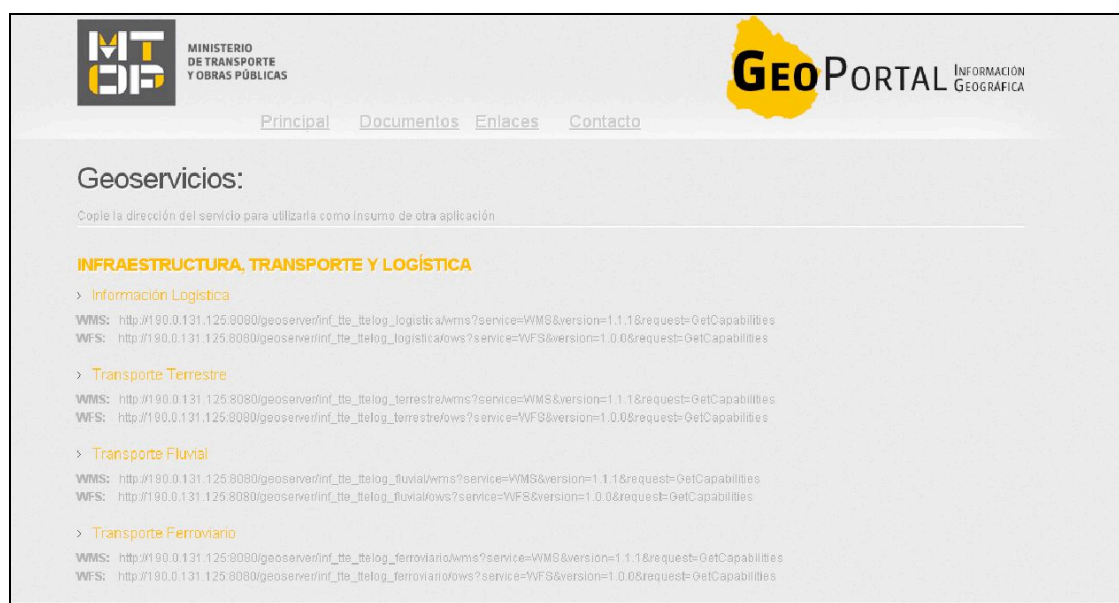 MTOP
MINISTERIO
DE TRANSPORTE
Y OBRAS PÚBLICAS
GEOPORTAL INFORMACIÓN
GEOGRÁFICA
Principal Documentos Enlaces Contacto
Geoservicios:
Copie la dirección del servicio para utilizarla como insumo de otra aplicación
INFRAESTRUCTURA, TRANSPORTE Y LOGÍSTICA
› Información Logística
WMS: http://190.0.131.125:8080/geoserver/inf_tte_ttelog_logistica/wms?service=WMS&version=1.1.1&request=GetCapabilities
WFS: http://190.0.131.125:8080/geoserver/inf_tte_ttelog_logistica/ows?service=WFS&version=1.0.0&request=GetCapabilities
› Transporte Terrestre
WMS: http://190.0.131.125:8080/geoserver/inf_tte_ttelog_terrestre/wms?service=WMS&version=1.1.1&request=GetCapabilities
WFS: http://190.0.131.125:8080/geoserver/inf_tte_ttelog_terrestre/ows?service=WFS&version=1.0.0&request=GetCapabilities
› Transporte Fluvial
WMS: http://190.0.131.125:8080/geoserver/inf_tte_ttelog_fluvial/wms?service=WMS&version=1.1.1&request=GetCapabilities
WFS: http://190.0.131.125:8080/geoserver/inf_tte_ttelog_fluvial/ows?service=WFS&version=1.0.0&request=GetCapabilities
› Transporte Ferroviario
WMS: http://190.0.131.125:8080/geoserver/inf_tte_ttelog_ferroviario/wms?service=WMS&version=1.1.1&request=GetCapabilities
WFS: http://190.0.131.125:8080/geoserver/inf_tte_ttelog_ferroviario/ows?service=WFS&version=1.0.0&request=GetCapabilities